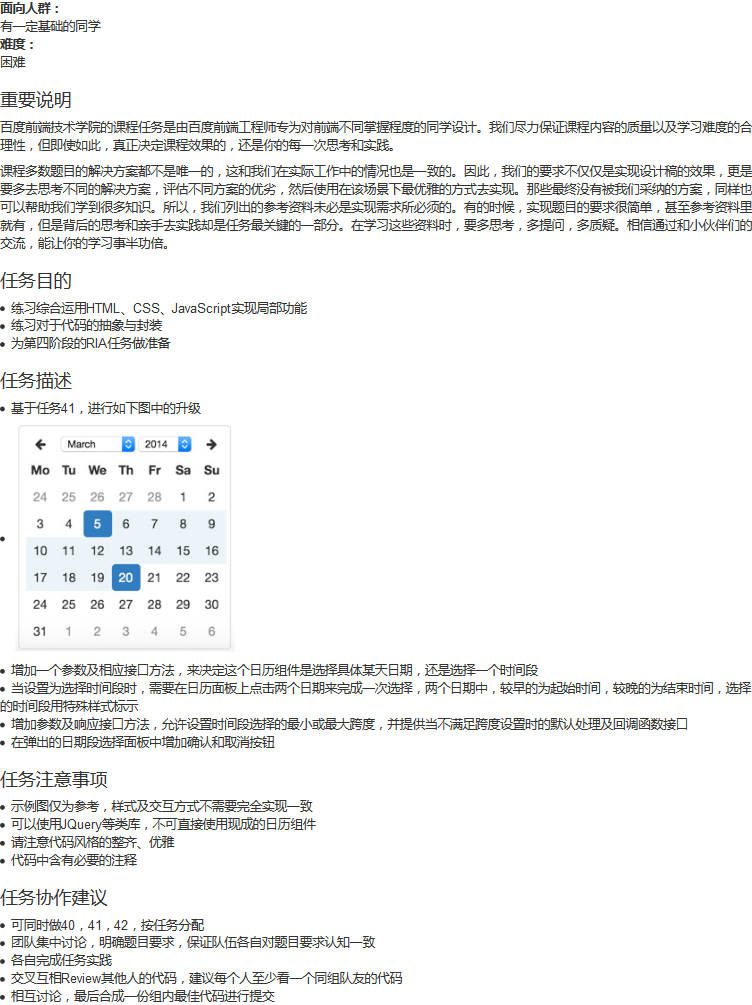 面向人群：
有一定基础的同学
难度：
困难
重要说明
百度前端技术学院的课程任务是由百度前端工程师专为对前端不同掌握程度的同学设计。我们尽力保证课程内容的质量以及学习难度的合
理性，但即使如此，真正决定课程效果的，还是你的每一次思考和实践。
课程多数题目的解决方案都不是唯一的，这和我们在实际工作中的情况也是一致的。因此，我们的要求不仅仅是实现设计稿的效果，更是
要多去思考不同的解决方案，评估不同方案的优劣，然后使用在该场景下最优雅的方式去实现。那些最终没有被我们采纳的方案，同样也
可以帮助我们学到很多知识。所以，我们列出的参考资料未必是实现需求所必须的。有的时候，实现题目的要求很简单，甚至参考资料里
就有，但是背后的思考和亲手去实践却是任务最关键的一部分。在学习这些资料时，要多思考，多提问，多质疑。相信通过和小伙伴们的
交流，能让你的学习事半功倍。
任务目的
• 练习综合运用HTML、CSS、JavaScript实现局部功能
• 练习对于代码的抽象与封装
• 为第四阶段的RIA任务做准备
任务描述
• 基于任务41，进行如下图中的升级
March 2014
Mo Tu We Th Fr Sa Su
24 25 26 27 28 1 2
3 4 5 6 7 8 9
10 11 12 13 14 15 16
17 18 19 20 21 22 23
24 25 26 27 28 29 30
31 1 2 3 4 5 6
• 增加一个参数及相应接口方法，来决定这个日历组件是选择具体某天日期，还是选择一个时间段
• 当设置为选择时间段时，需要在日历面板上点击两个日期来完成一次选择，两个日期中，较早的为起始时间，较晚的为结束时间，选择
的时间段用特殊样式标示
• 增加参数及响应接口方法，允许设置时间段选择的最小或最大跨度，并提供当不满足跨度设置时的默认处理及回调函数接口
• 在弹出的日期段选择面板中增加确认和取消按钮
任务注意事项
• 示例图仅为参考，样式及交互方式不需要完全实现一致
• 可以使用JQuery等类库，不可直接使用现成的日历组件
• 请注意代码风格的整齐、优雅
• 代码中含有必要的注释
任务协作建议
• 可同时做40，41，42，按任务分配
• 团队集中讨论，明确题目要求，保证队伍各自对题目要求认知一致
• 各自完成任务实践
• 交叉互相Review其他人的代码，建议每个人至少看一个同组队友的代码
• 相互讨论，最后合成一份组内最佳代码进行提交